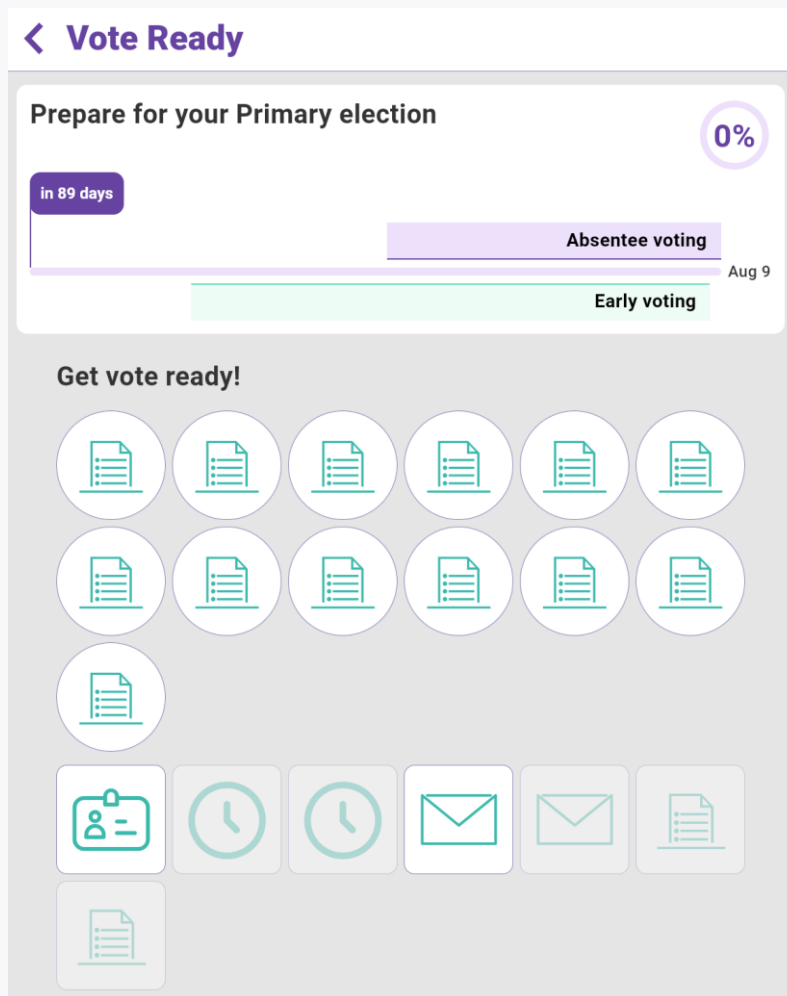 Vote Ready
Prepare for your Primary election
0%
in 89 days
Absentee voting
Aug 9
Early voting
Get vote ready!